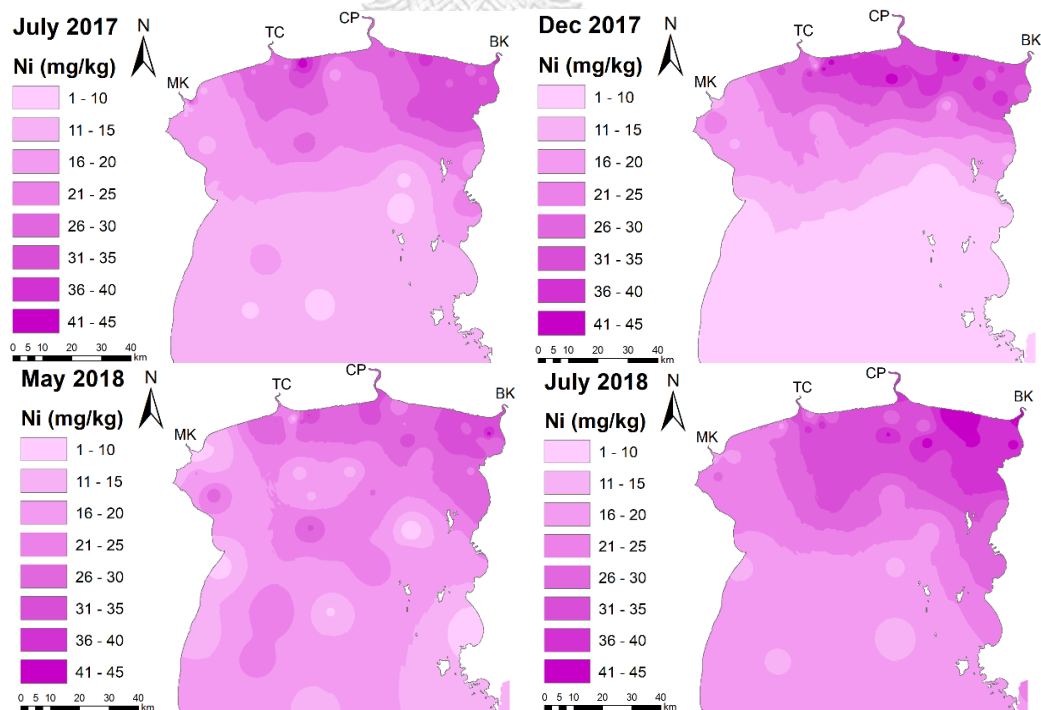 July 2017
N
TC
CP
BK
MK
Ni (mg/kg)
1 - 10
11 - 15
16 - 20
21 - 25
26 - 30
31 - 35
36 - 40
41 - 45
0 5 10 20 30 40
km
Dec 2017
N
TC
CP
BK
MK
Ni (mg/kg)
1 - 10
11 - 15
16 - 20
21 - 25
26 - 30
31 - 35
36 - 40
41 - 45
0 5 10 20 30 40
km
May 2018
N
TC
CP
BK
MK
Ni (mg/kg)
1 - 10
11 - 15
16 - 20
21 - 25
26 - 30
31 - 35
36 - 40
41 - 45
0 5 10 20 30 40
km
July 2018
N
TC
CP
BK
MK
Ni (mg/kg)
1 - 10
11 - 15
16 - 20
21 - 25
26 - 30
31 - 35
36 - 40
41 - 45
0 5 10 20 30 40
km